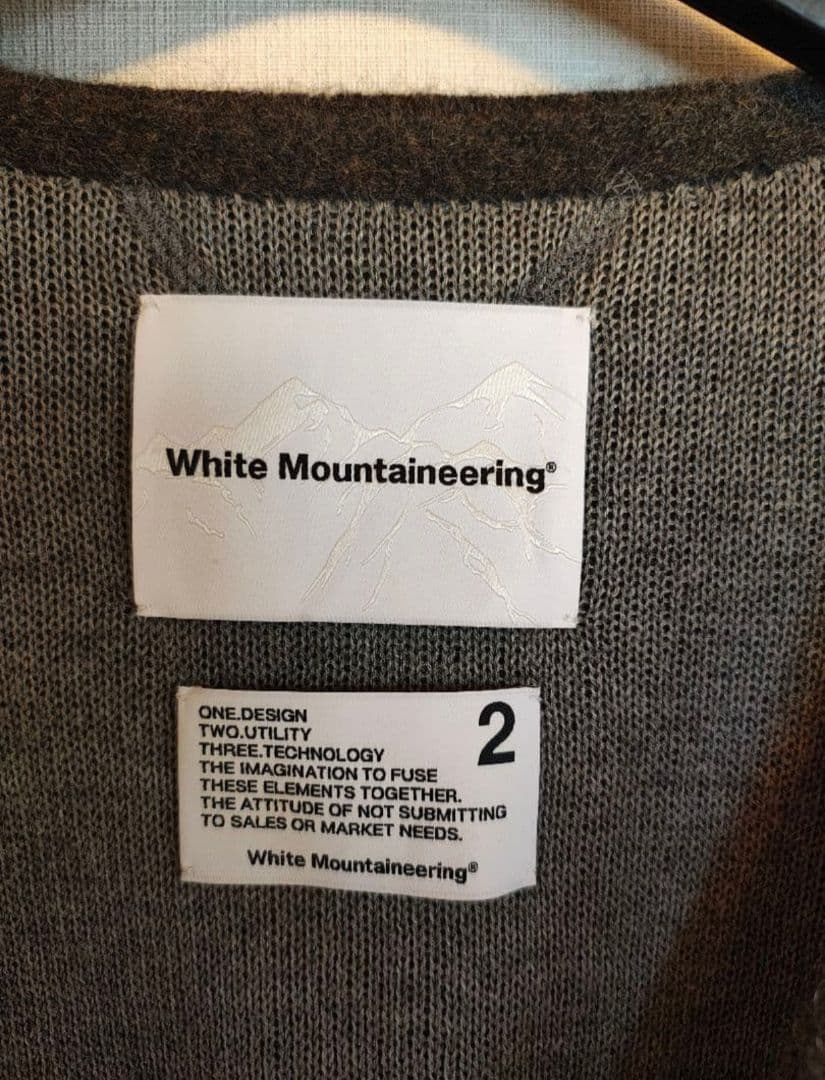 White Mountaineering®
ONE.DESIGN
2
TWO.UTILITY
THREE.TECHNOLOGY
THE IMAGINATION TO FUSE
THESE ELEMENTS TOGETHER.
THE ATTITUDE OF NOT SUBMITTING
TO SALES OR MARKET NEEDS.
White Mountaineering®